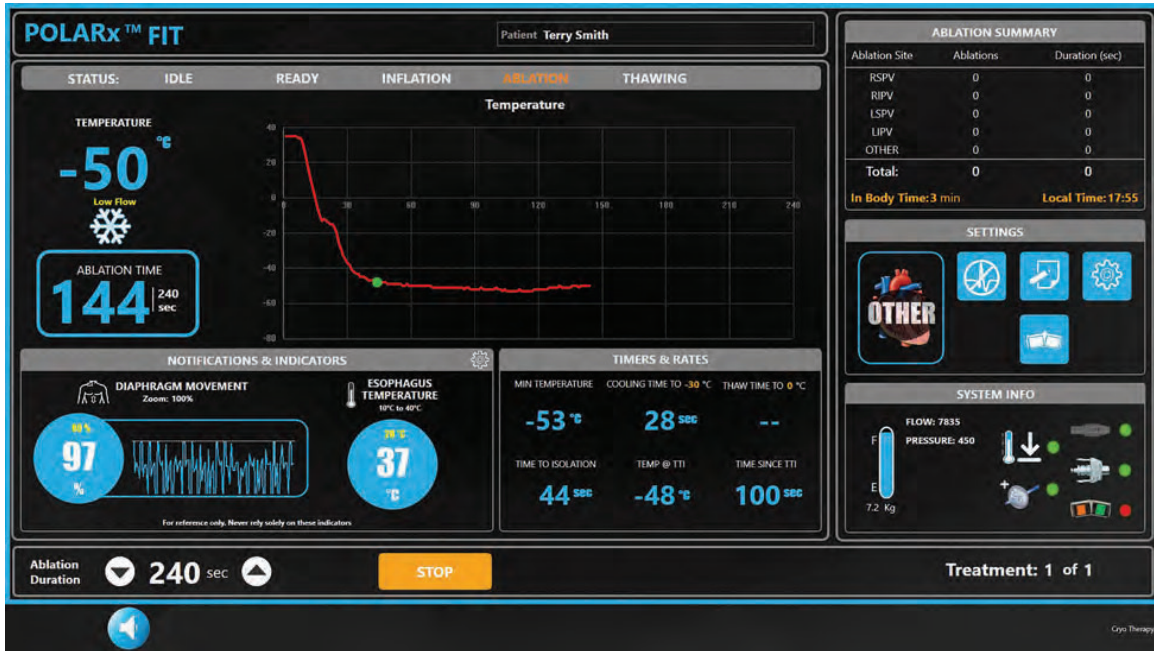 POLARx™ FIT
Patient Terry Smith
STATUS: IDLE READY INFLATION ABLATION THAWING
TEMPERATURE
-50 °C
Low Flow
ABLATION TIME
144 240 sec
Temperature
40
20
0
0 30 60 90 120 150 180 210 240
-20
-40
-60
-80
NOTIFICATIONS & INDICATORS
DIAPHRAGM MOVEMENT
Zoom: 100%
97
%
ESOPHAGUS
TEMPERATURE
10°C to 40°C
37
°C
For reference only. Never rely solely on these indicators
TIMERS & RATES
MIN TEMPERATURE COOLING TIME TO -30 °C THAW TIME TO 0 °C
-53 °C 28 sec --
TIME TO ISOLATION TEMP @ TTI TIME SINCE TTI
44 sec -48 °C 100 sec
ABLATION SUMMARY
Ablation Site Ablations Duration (sec)
RSPV 0 0
RIPV 0 0
LSPV 0 0
LIPV 0 0
OTHER 0 0
Total: 0 0
In Body Time: 3 min Local Time: 17:55
SETTINGS
OTHER
SYSTEM INFO
FLOW: 7835
PRESSURE: 450
F
E
7.2 Kg
Ablation
Duration
240 sec
STOP
Treatment: 1 of 1
Cryo Therapy